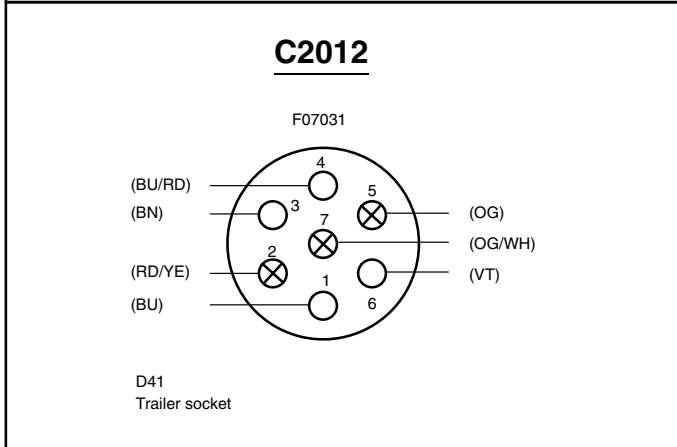 C2012
F07031
4
(BU/RD)
5
3
(BN)
7
(OG)
(OG/WH)
2
(RD/YE)
(VT)
1
(BU)
6
D41
Trailer socket